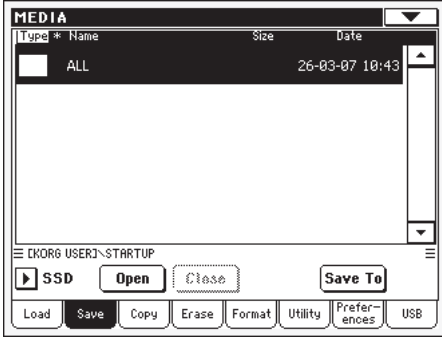 MEDIA
Type * Name Size Date
ALL 26-03-07 10:43
[KORG USER]\STARTUP
SSD Open Close Save To
Load Save Copy Erase Format Utility Prefer-
ences USB